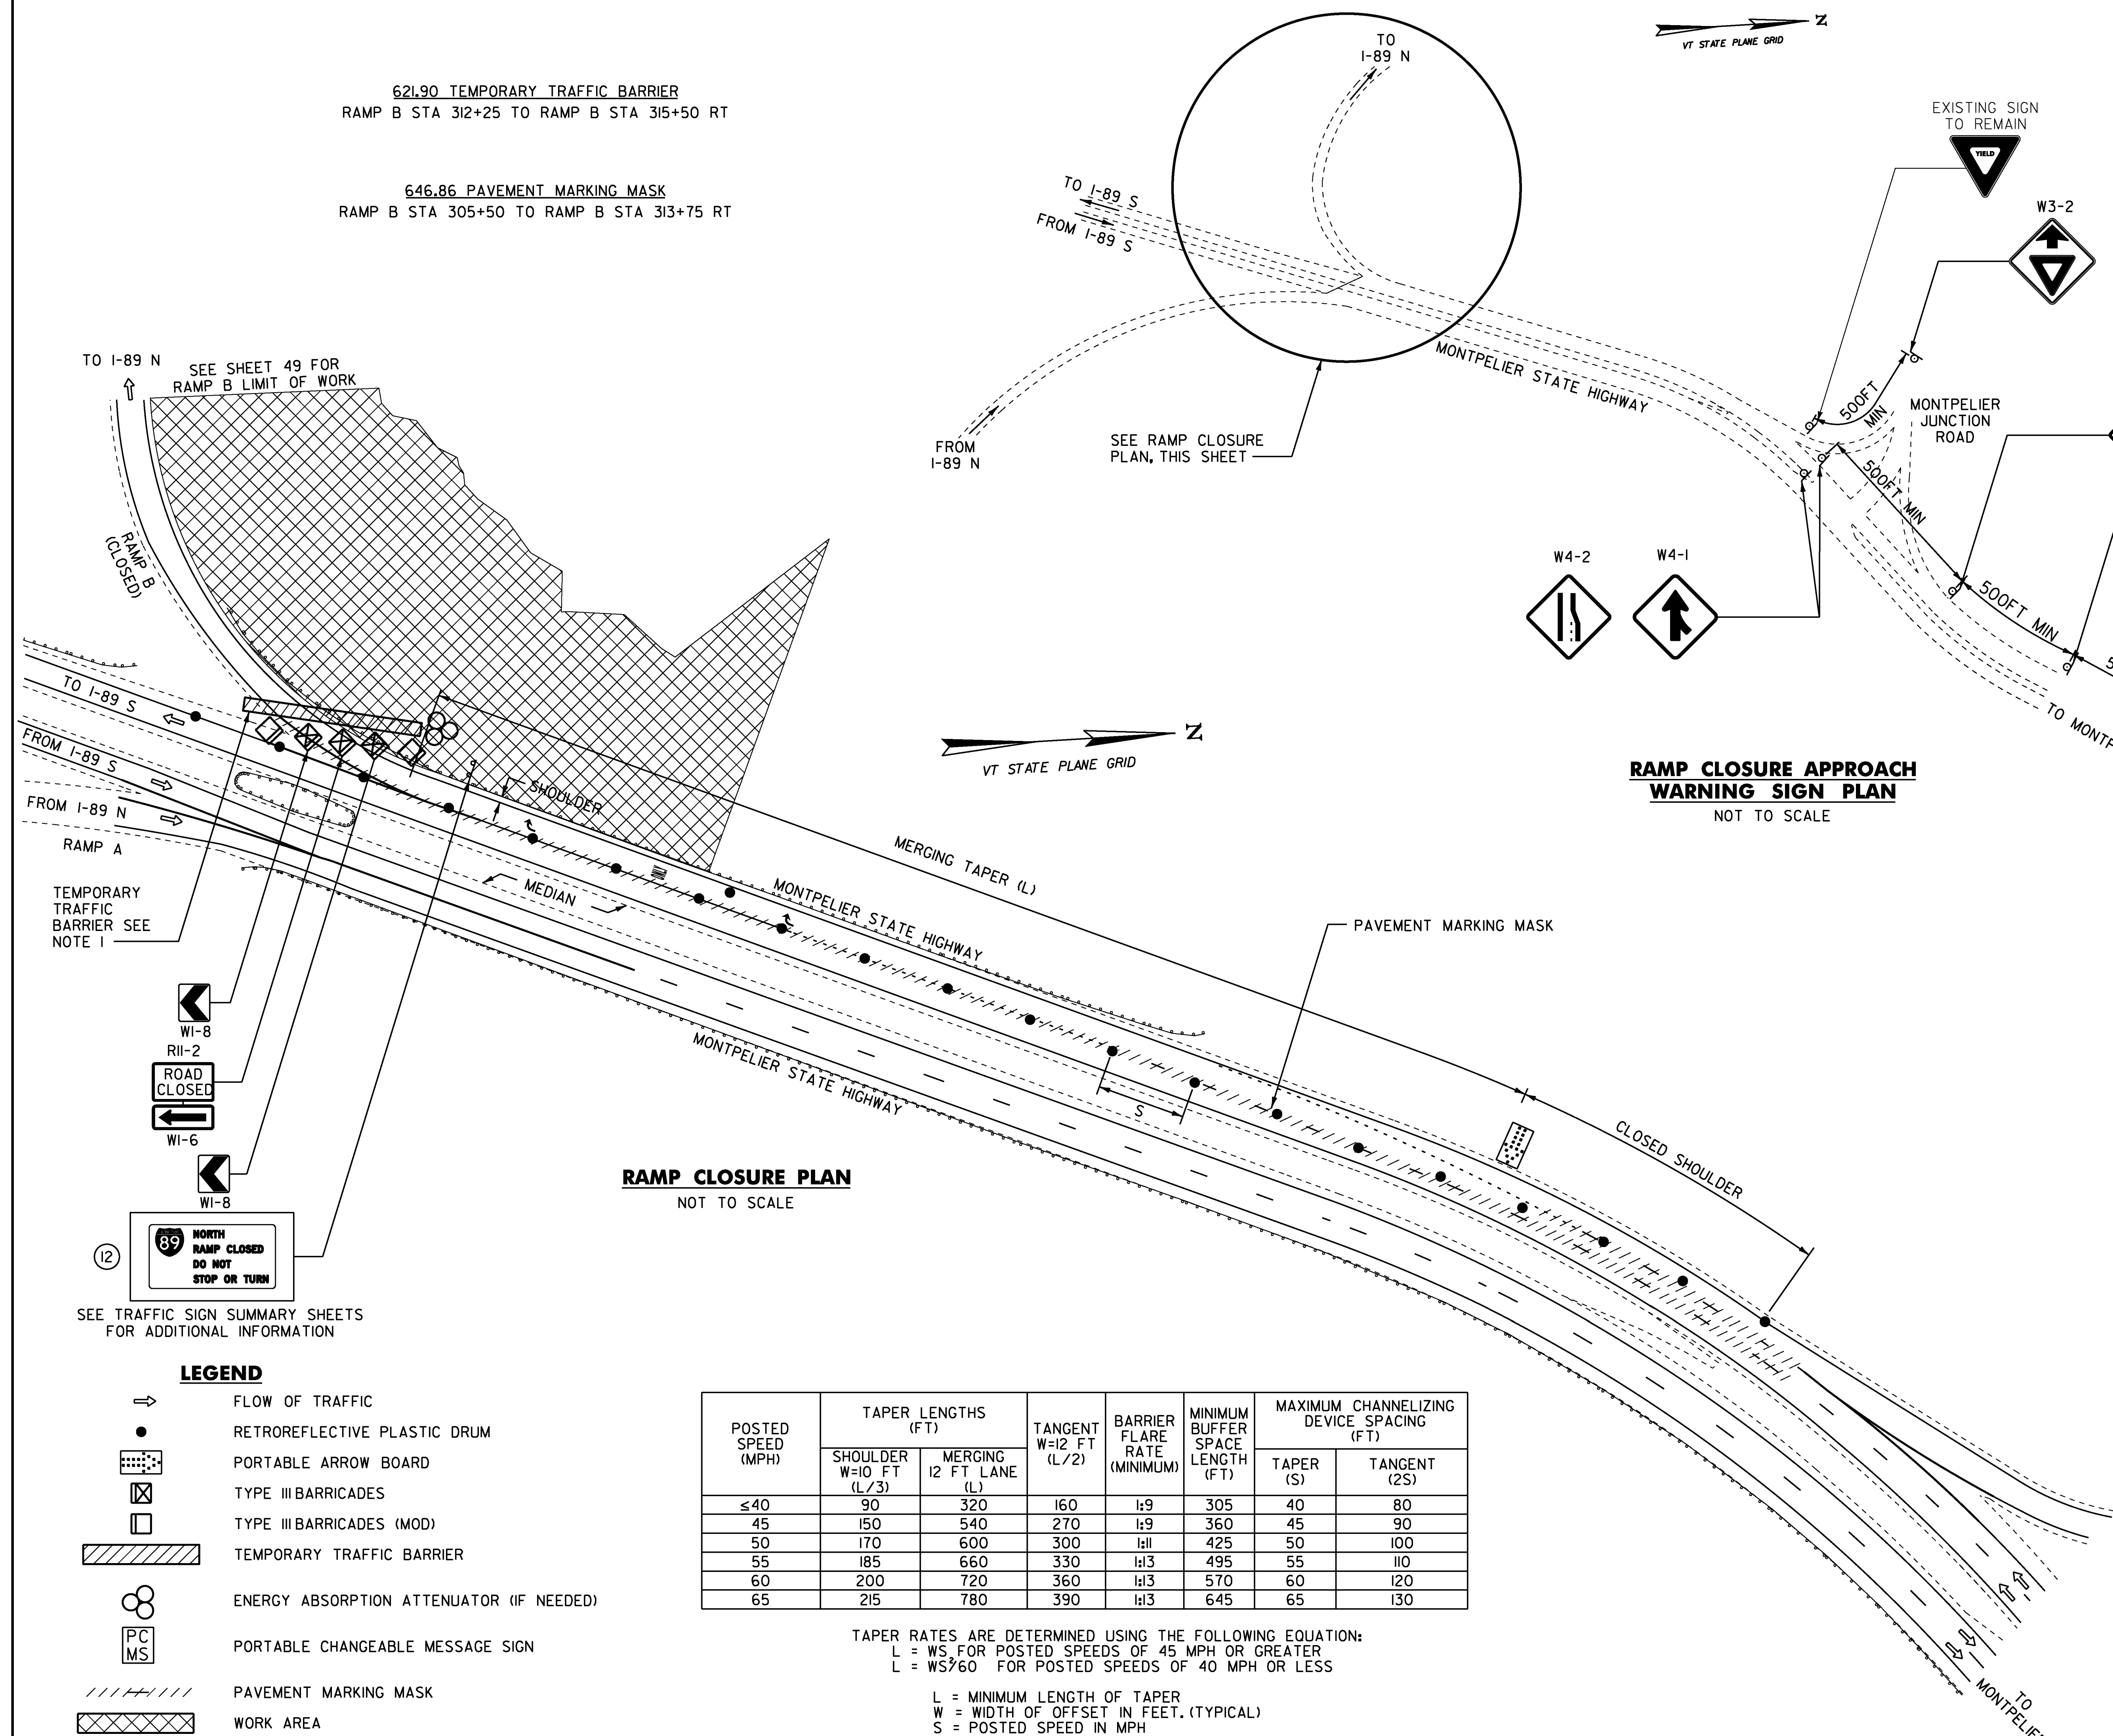 621.90 TEMPORARY TRAFFIC BARRIER
RAMP B STA 312+25 TO RAMP B STA 315+50 RT
646.86 PAVEMENT MARKING MASK
RAMP B STA 305+50 TO RAMP B STA 313+75 RT
TO
I-89 N
N
VT STATE PLANE GRID
EXISTING SIGN
TO REMAIN
YIELD
W3-2
TO I-89 S
FROM I-89 S
MONTPELIER STATE HIGHWAY
FROM
I-89 N
SEE RAMP CLOSURE
PLAN, THIS SHEET
500FT
MIN
MONTPELIER
JUNCTION
ROAD
500FT MIN
500FT MIN
W4-2
W4-1
RAMP CLOSURE APPROACH
WARNING SIGN PLAN
NOT TO SCALE
TO I-89 N
SEE SHEET 49 FOR
RAMP B LIMIT OF WORK
RAMP B
(CLOSED)
TO I-89 S
FROM I-89 S
FROM I-89 N
RAMP A
SHOULDER
MEDIAN
N
VT STATE PLANE GRID
MERGING TAPER (L)
MONTPELIER STATE HIGHWAY
PAVEMENT MARKING MASK
TEMPORARY
TRAFFIC
BARRIER SEE
NOTE 1
W1-8
R11-2
ROAD
CLOSED
W1-6
W1-8
MONTPELIER STATE HIGHWAY
S
CLOSED SHOULDER
RAMP CLOSURE PLAN
NOT TO SCALE
12
89
NORTH
RAMP CLOSED
DO NOT
STOP OR TURN
SEE TRAFFIC SIGN SUMMARY SHEETS
FOR ADDITIONAL INFORMATION
LEGEND
FLOW OF TRAFFIC
RETROREFLECTIVE PLASTIC DRUM
PORTABLE ARROW BOARD
TYPE III BARRICADES
TYPE III BARRICADES (MOD)
TEMPORARY TRAFFIC BARRIER
ENERGY ABSORPTION ATTENUATOR (IF NEEDED)
PC
MS
PORTABLE CHANGEABLE MESSAGE SIGN
PAVEMENT MARKING MASK
WORK AREA
POSTED SPEED (MPH)
TAPER LENGTHS (FT)
SHOULDER W=10 FT (L/3)
MERGING 12 FT LANE (L)
TANGENT W=12 FT (L/2)
BARRIER FLARE RATE (MINIMUM)
MINIMUM BUFFER SPACE LENGTH (FT)
MAXIMUM CHANNELIZING DEVICE SPACING (FT)
TAPER (S)
TANGENT (2S)
≤40 90 320 160 1:9 305 40 80
45 150 540 270 1:9 360 45 90
50 170 600 300 1:11 425 50 100
55 185 660 330 1:13 495 55 110
60 200 720 360 1:13 570 60 120
65 215 780 390 1:13 645 65 130
TAPER RATES ARE DETERMINED USING THE FOLLOWING EQUATION:
L = WS FOR POSTED SPEEDS OF 45 MPH OR GREATER
L = WS²/60 FOR POSTED SPEEDS OF 40 MPH OR LESS
L = MINIMUM LENGTH OF TAPER
W = WIDTH OF OFFSET IN FEET. (TYPICAL)
S = POSTED SPEED IN MPH
TO
MONTPELIER